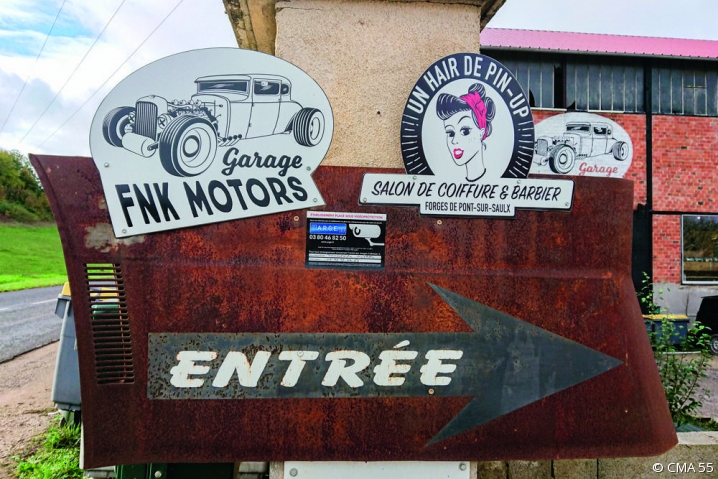 Garage
FNK MOTORS
UN HAIR DE PIN-UP
SALON DE COIFFURE & BARBIER
FORGES DE PONT-SUR-SAULX
Garage
03 80 46 82 50
ENTRÉE
© CMA 55